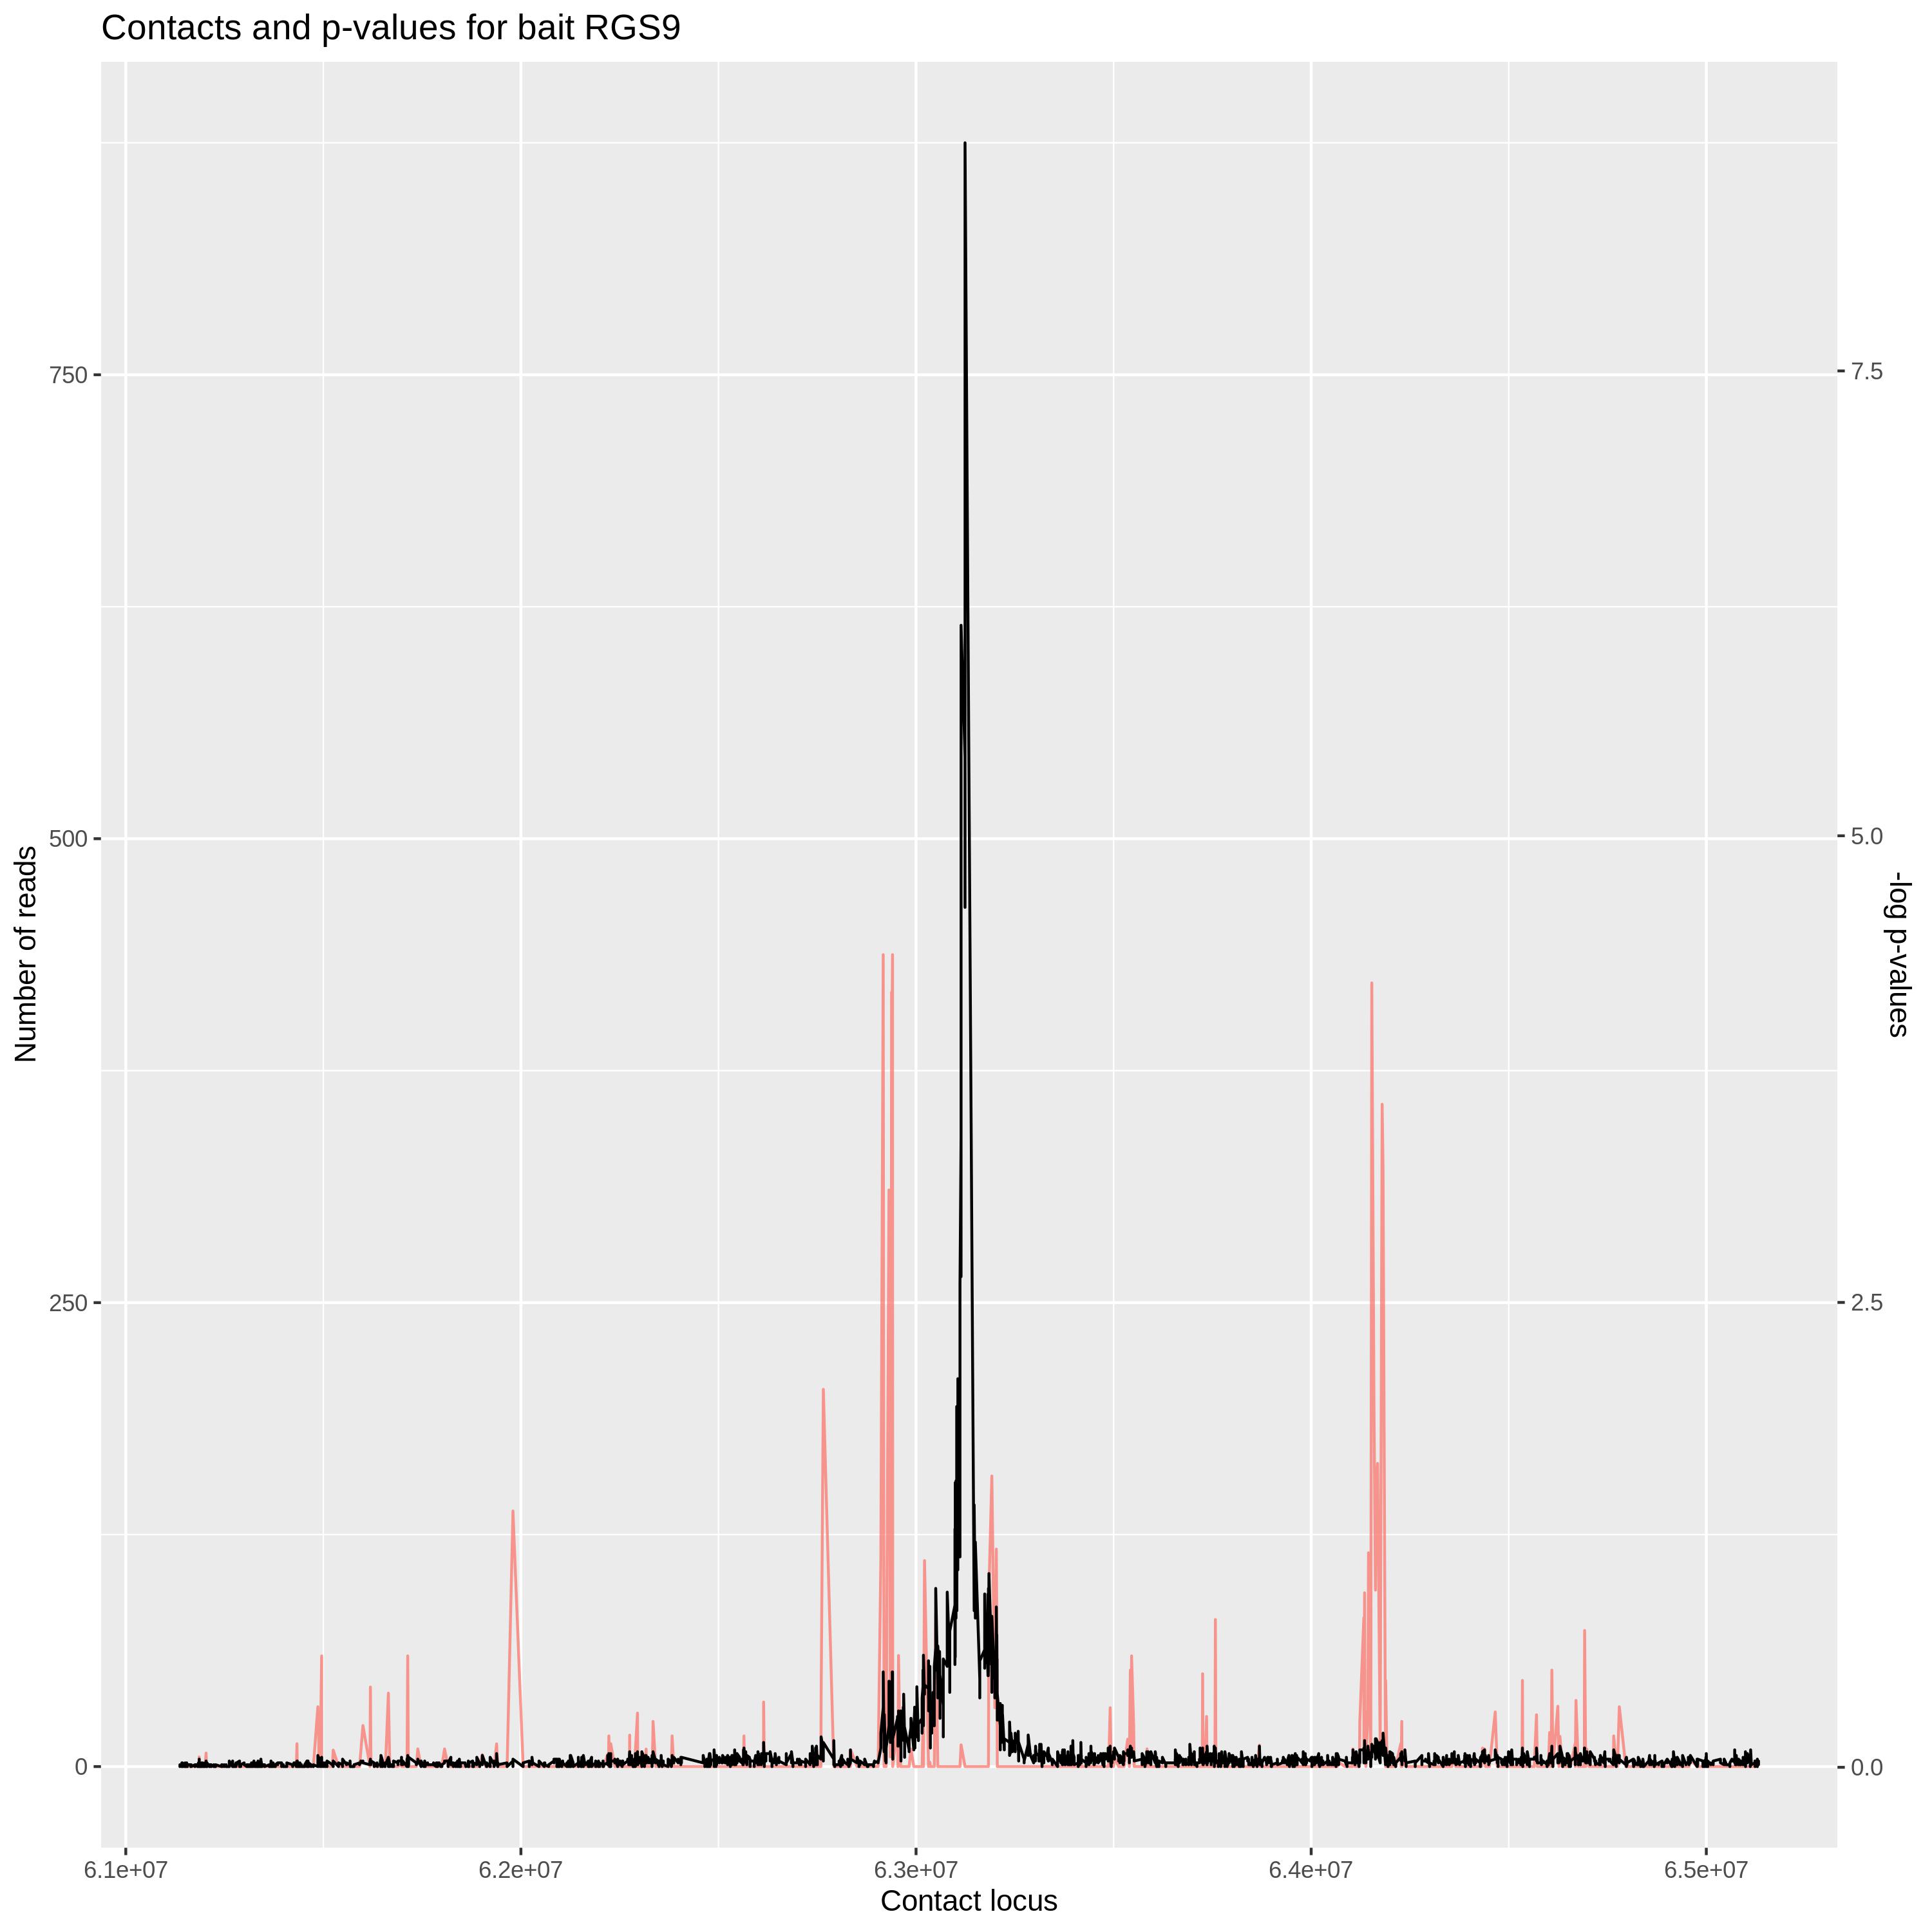 Contacts and p-values for bait RGS9
Number of reads
750
500
250
0
7.5
5.0
2.5
0.0
-log p-values
6.1e+07
6.2e+07
6.3e+07
6.4e+07
6.5e+07
Contact locus